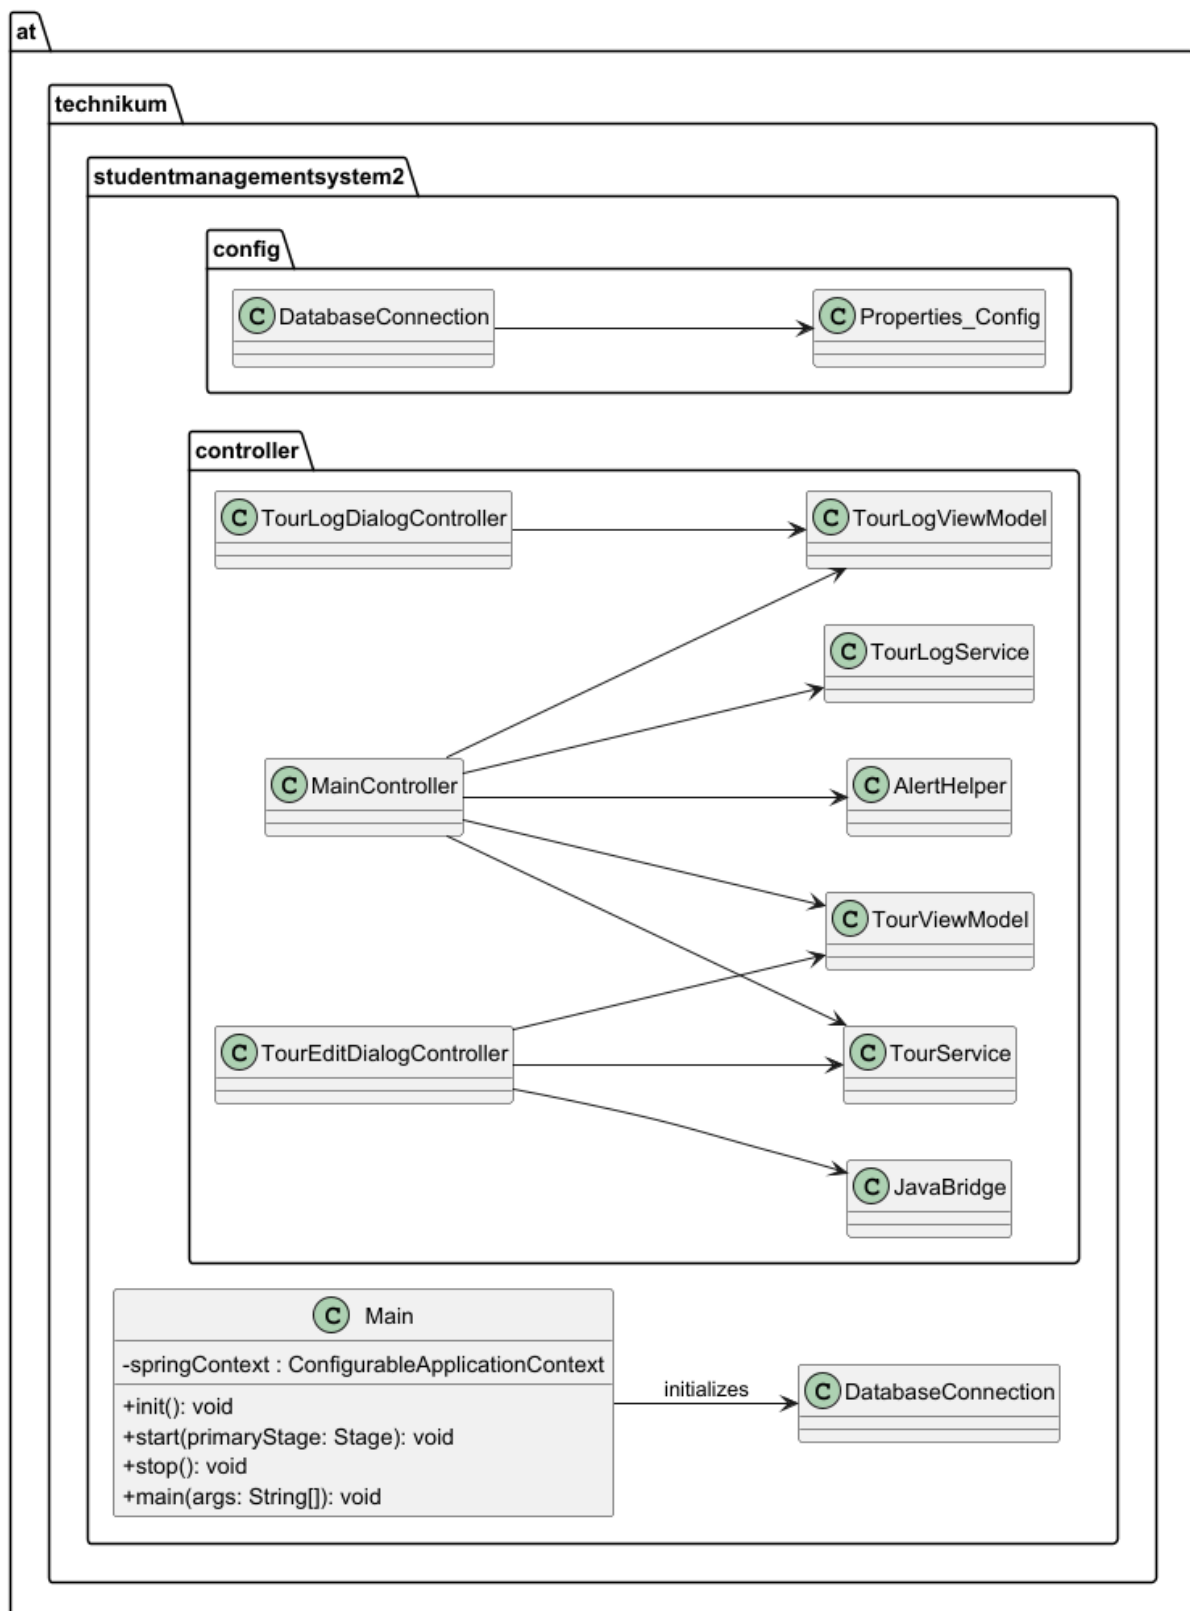 at
technikum
studentmanagementsystem2
config
C DatabaseConnection
C Properties_Config
controller
C TourLogDialogController
C TourLogViewModel
C TourLogService
C MainController
C AlertHelper
C TourViewModel
C TourEditDialogController
C TourService
C JavaBridge
C Main
-springContext : ConfigurableApplicationContext
+init(): void
+start(primaryStage: Stage): void
+stop(): void
+main(args: String[]): void
initializes
C DatabaseConnection